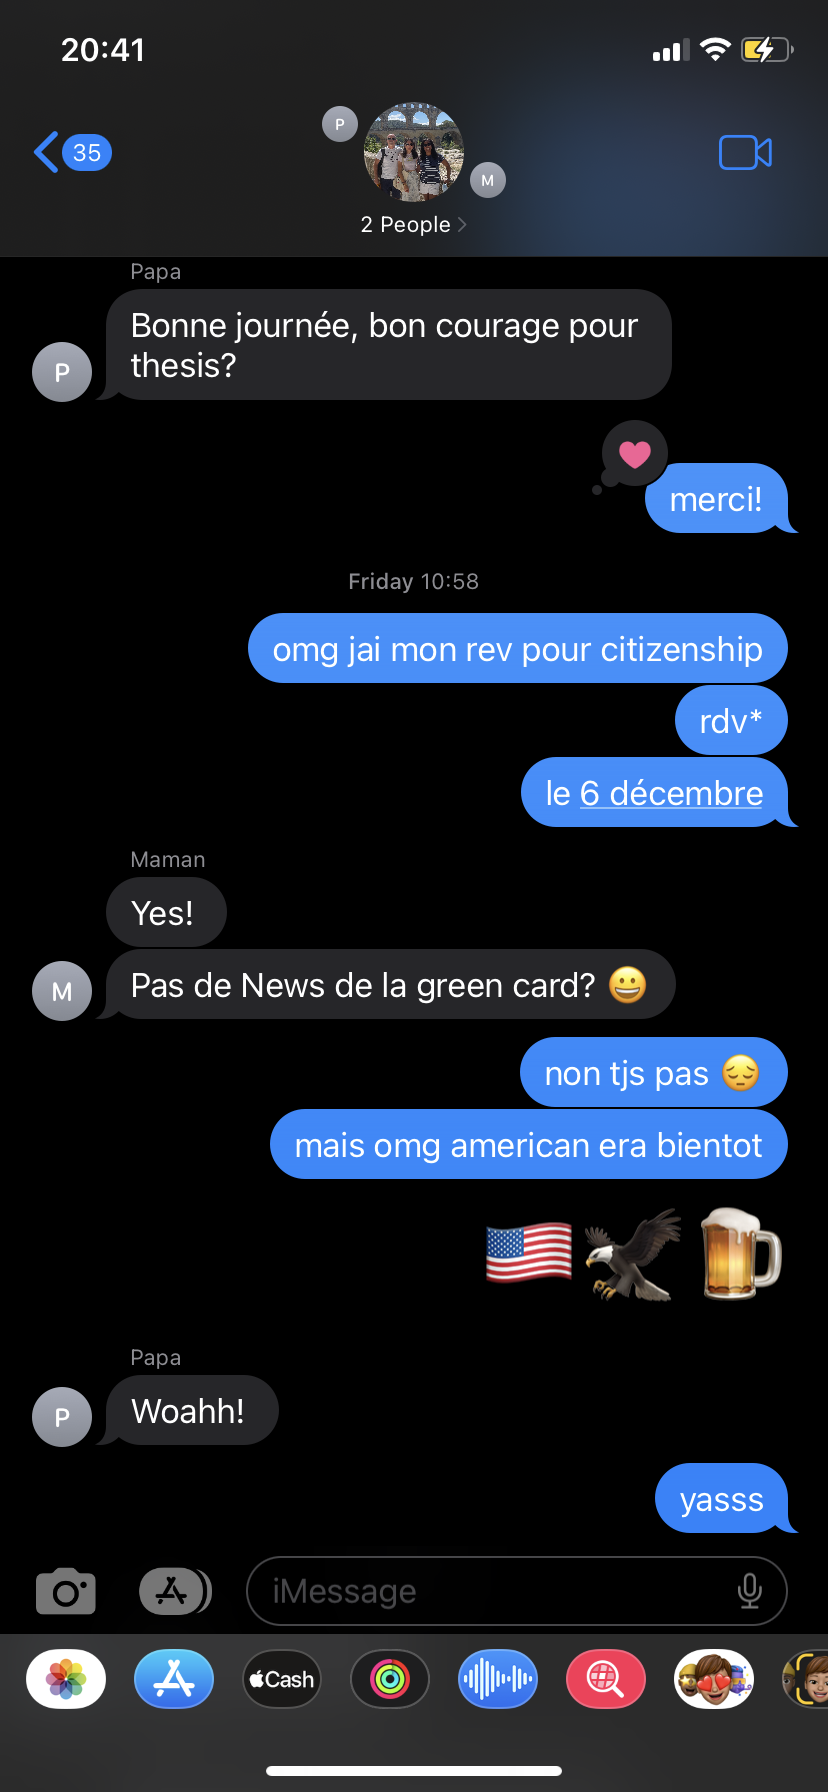 20:41
35
P
M
2 People
Papa
Bonne journée, bon courage pour
thesis?
P
merci!
Friday 10:58
omg jai mon rev pour citizenship
rdv*
le 6 décembre
Maman
Yes!
Pas de News de la green card? 😀
M
non tjs pas 😔
mais omg american era bientot
🇺🇸🦅🍺
Papa
Woahh!
P
yasss
iMessage
Cash